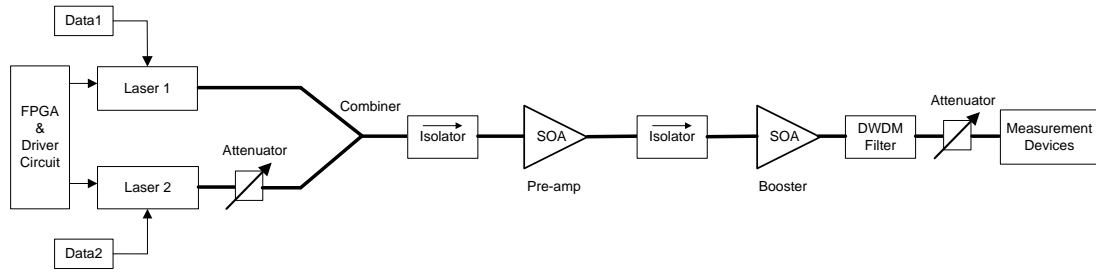 Data1
FPGA
&
Driver
Circuit
Laser 1
Laser 2
Data2
Attenuator
Combiner
Isolator
SOA
Pre-amp
Isolator
SOA
Booster
DWDM
Filter
Attenuator
Measurement
Devices